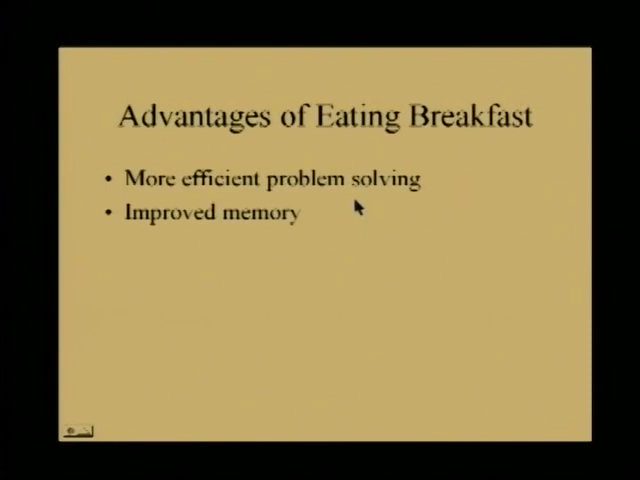 Advantages of Eating Breakfast
• More efficient problem solving
• Improved memory